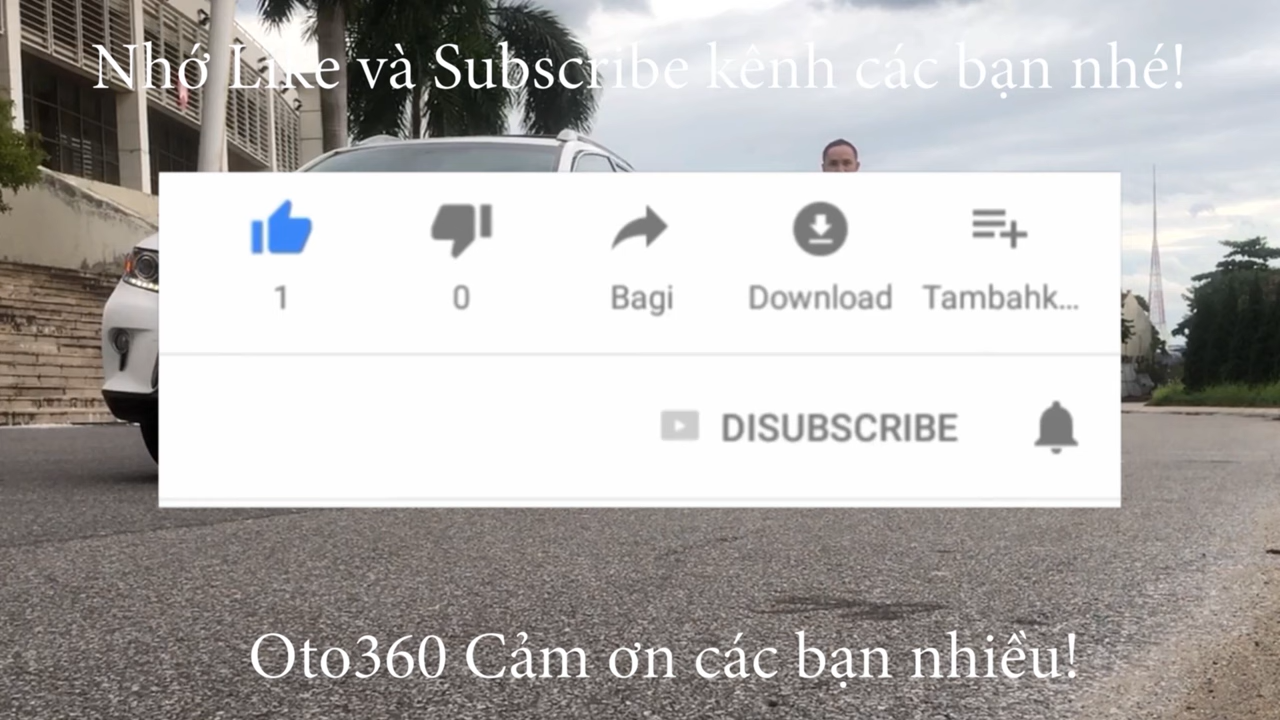 Nhớ Like và Subscribe kênh các bạn nhé!
1 0 Bagi Download Tambahk...
DISUBSCRIBE
Oto360 Cảm ơn các bạn nhiều!